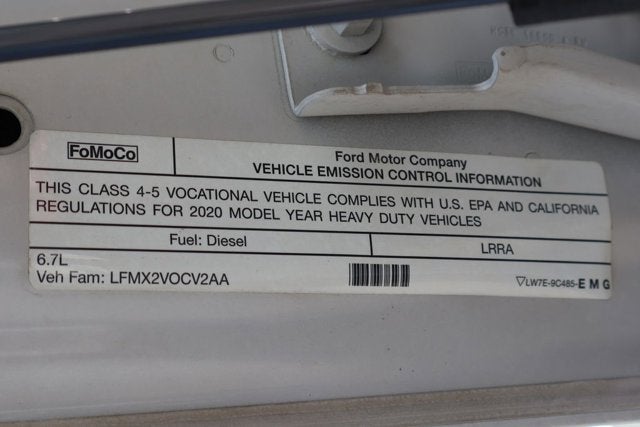 FoMoCo
Ford Motor Company
VEHICLE EMISSION CONTROL INFORMATION
THIS CLASS 4-5 VOCATIONAL VEHICLE COMPLIES WITH U.S. EPA AND CALIFORNIA
REGULATIONS FOR 2020 MODEL YEAR HEAVY DUTY VEHICLES
Fuel: Diesel
LRRA
6.7L
Veh Fam: LFMX2VOCV2AA
▽LW7E-9C485-E M G